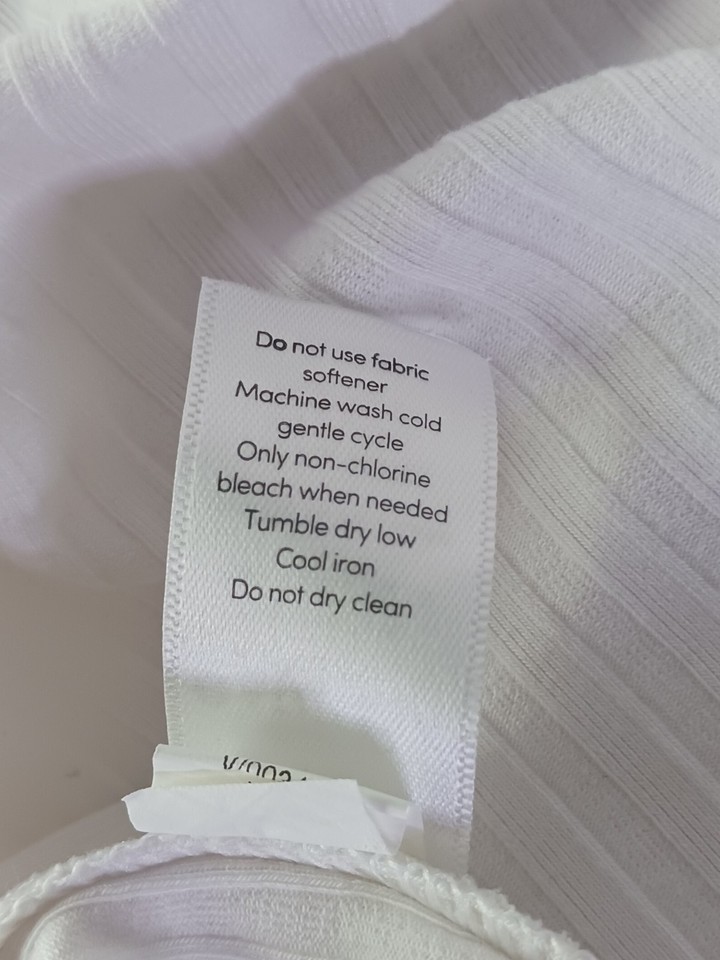 Do not use fabric
softener
Machine wash cold
gentle cycle
Only non-chlorine
bleach when needed
Tumble dry low
Cool iron
Do not dry clean